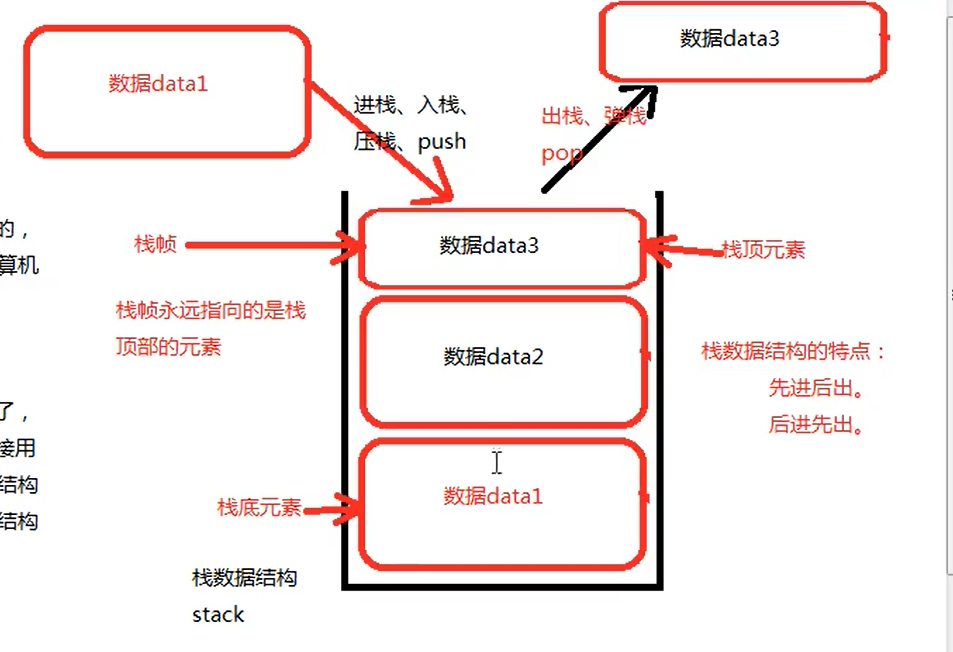 数据data1
数据data3
进栈、入栈、
压栈、push
出栈、弹栈
pop
的，
算机
栈帧
数据data3
栈顶元素
栈帧永远指向的是栈
顶部的元素
数据data2
栈数据结构的特点：
先进后出。
后进先出。
了，
接用
结构
结构
数据data1
栈底元素
栈数据结构
stack